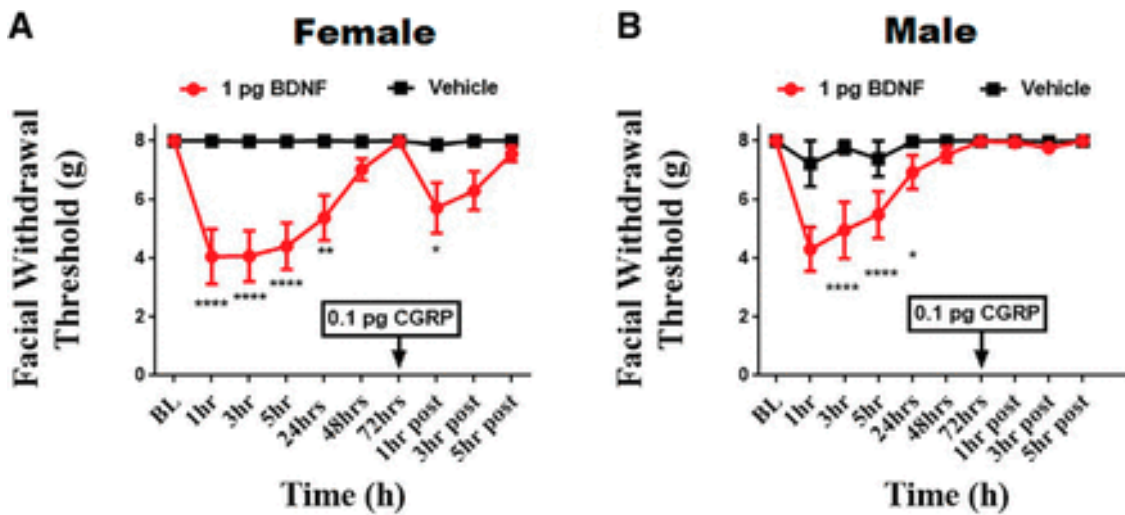 A
Female
1 pg BDNF
Vehicle
Facial Withdrawal
Threshold (g)
8
6
4
2
0
****
****
****
**
*
0.1 pg CGRP
BL
1hr
3hr
5hr
24hrs
48hrs
72hrs
1hr post
3hr post
5hr post
Time (h)
B
Male
1 pg BDNF
Vehicle
Facial Withdrawal
Threshold (g)
8
6
4
2
0
****
****
*
0.1 pg CGRP
BL
1hr
3hr
5hr
24hrs
48hrs
72hrs
1hr post
3hr post
5hr post
Time (h)